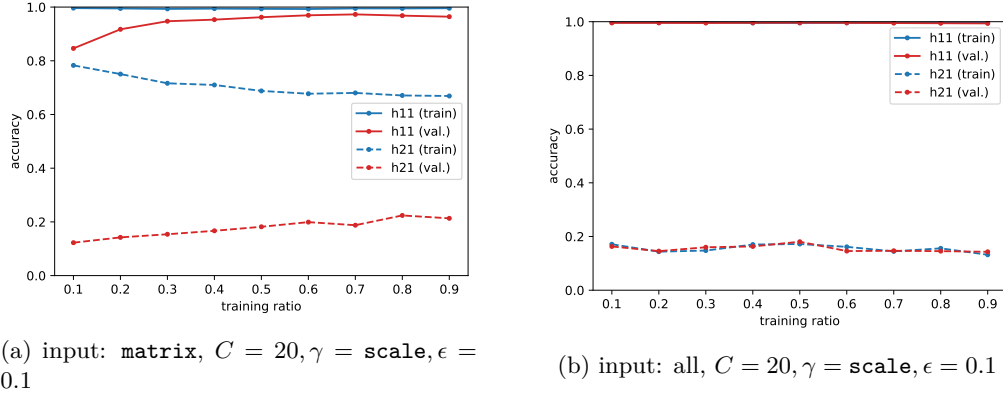 1.0
0.8
0.6
0.4
0.2
0.0
accuracy
0.1 0.2 0.3 0.4 0.5 0.6 0.7 0.8 0.9
training ratio
h11 (train)
h11 (val.)
h21 (train)
h21 (val.)
(a) input: matrix, C = 20, γ = scale, ϵ =
0.1
1.0
0.8
0.6
0.4
0.2
0.0
accuracy
0.1 0.2 0.3 0.4 0.5 0.6 0.7 0.8 0.9
training ratio
h11 (train)
h11 (val.)
h21 (train)
h21 (val.)
(b) input: all, C = 20, γ = scale, ϵ = 0.1